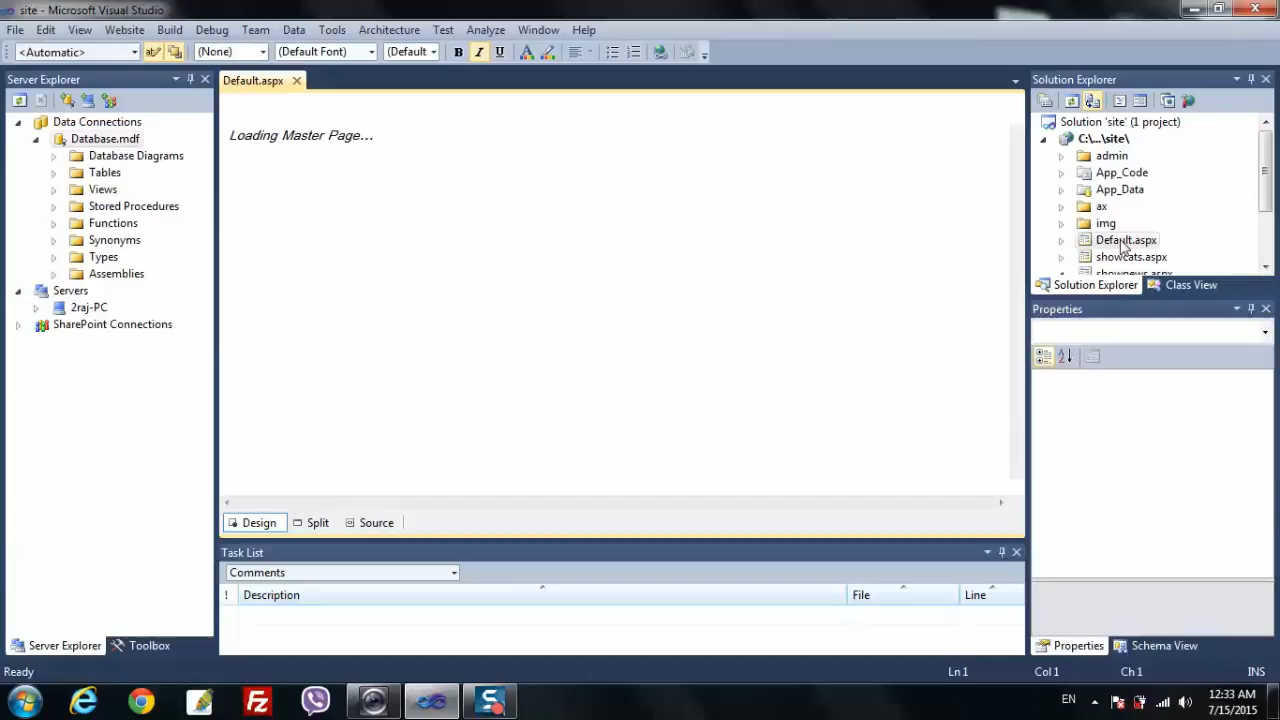 site - Microsoft Visual Studio
File Edit View Website Build Debug Team Data Tools Architecture Test Analyze Window Help
<Automatic> (None) (Default Font) (Default B I U
Server Explorer
Data Connections
Database.mdf
Database Diagrams
Tables
Views
Stored Procedures
Functions
Synonyms
Types
Assemblies
Servers
2raj-PC
SharePoint Connections
Server Explorer Toolbox
Default.aspx
Loading Master Page...
Design Split Source
Task List
Comments
! Description File Line
Solution Explorer
Solution 'site' (1 project)
C:\...\site\
admin
App_Code
App_Data
ax
img
Default.aspx
showcats.aspx
shownews.aspx
Solution Explorer Class View
Properties
Properties Schema View
Ready Ln 1 Col 1 Ch 1 INS
EN 12:33 AM
7/15/2015